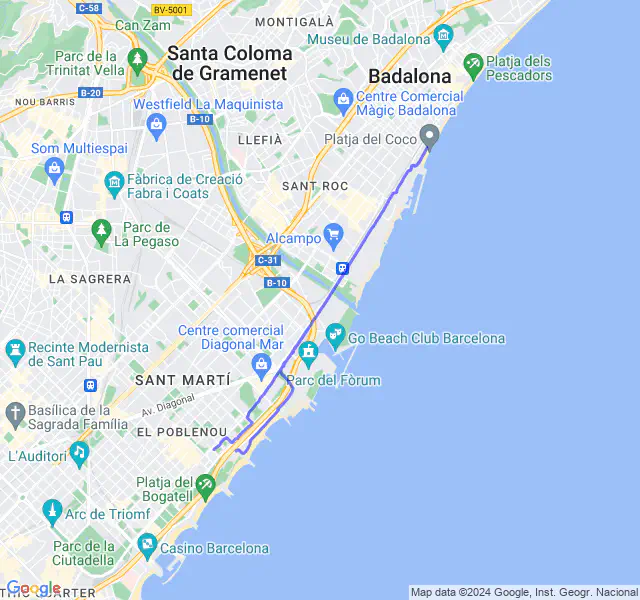 C-58
BV-5001
MONTIGALÀ
Can Zam
Museu de Badalona
Parc de la
Trinitat Vella
Santa Coloma
de Gramenet
Badalona
Platja dels
Pescadors
B-20
NOU BARRIS
Westfield La Maquinista
Centre Comercial
Màgic Badalona
B-10
LLEFIÀ
Platja del Coco
Som Multiespai
Fàbrica de Creació
Fabra i Coats
SANT ROC
Parc de
La Pegaso
Alcampo
C-31
LA SAGRERA
B-10
Centre comercial
Diagonal Mar
Go Beach Club Barcelona
Recinte Modernista
de Sant Pau
SANT MARTÍ
Parc del Fòrum
Av. Diagonal
Basílica de la
Sagrada Família
EL POBLENOU
L'Auditori
Platja del
Bogatell
Arc de Triomf
Parc de la
Ciutadella
Casino Barcelona
Google
QUARTER
Map data ©2024 Google, Inst. Geogr. Nacional